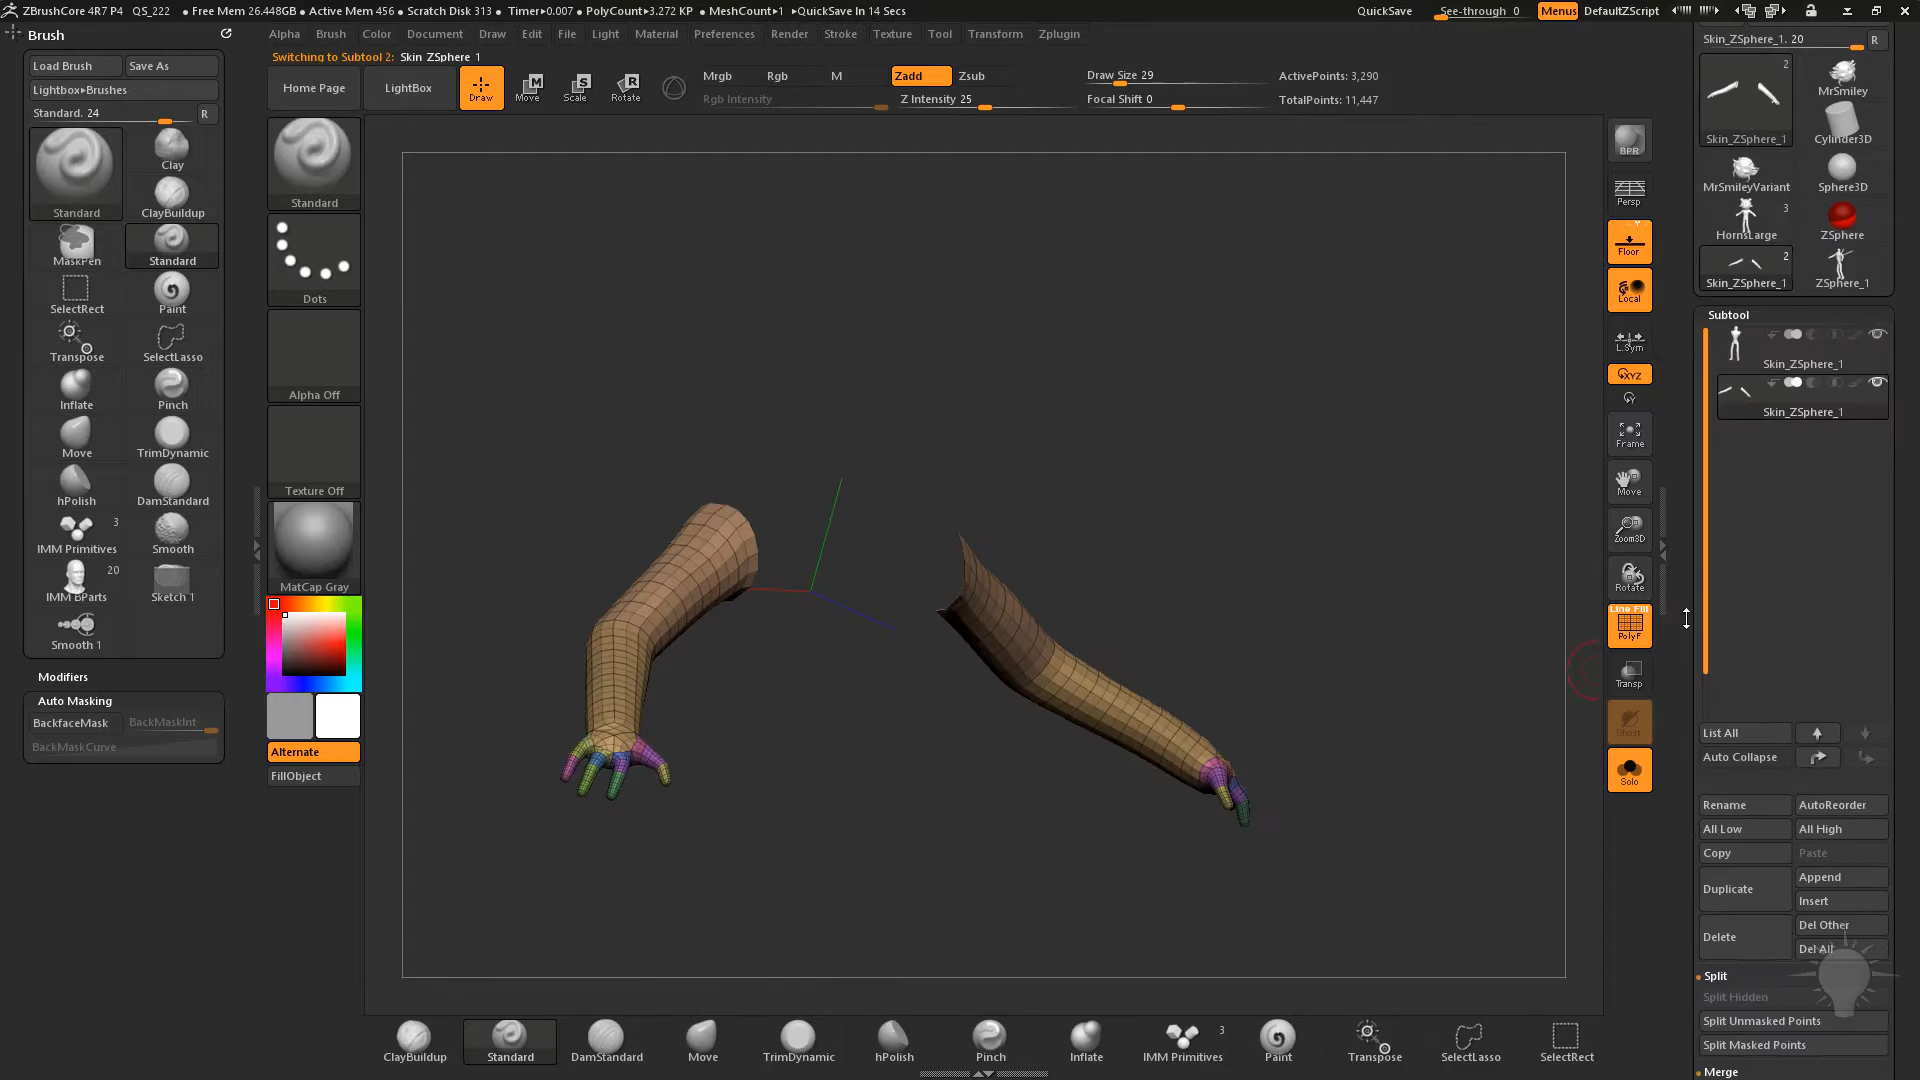 ZBrushCore 4R7 P4 QS_222 • Free Mem 26.448GB • Active Mem 456 • Scratch Disk 313 • Timer▸0.007 • PolyCount▸3.272 KP • MeshCount▸1 ▸QuickSave In 14 Secs QuickSave See-through 0 Menus DefaultZScript
Brush
Alpha Brush Color Document Draw Edit File Light Material Preferences Render Stroke Texture Tool Transform Zplugin
Switching to Subtool 2: Skin_ZSphere_1
Load Brush Save As
Lightbox▸Brushes
Standard. 24 R
Standard
Clay
ClayBuildup
MaskPen
Standard
SelectRect
Paint
Transpose
SelectLasso
Inflate
Pinch
Move
TrimDynamic
hPolish
DamStandard
IMM Primitives 3
Smooth
IMM BParts 20
Sketch 1
Smooth 1
Modifiers
Auto Masking
BackfaceMask BackMaskInt
BackMaskCurve
Home Page LightBox Draw Move Scale Rotate
Mrgb Rgb M Zadd Zsub
Rgb Intensity Z Intensity 25
Draw Size 29
Focal Shift 0
ActivePoints: 3,290
TotalPoints: 11,447
Standard
Dots
Alpha Off
Texture Off
MatCap Gray
Alternate
FillObject
BPR
Persp
Floor
Local
L.Sym
XYZ
Y
Frame
Move
Zoom3D
Rotate
Line Fill
PolyF
Transp
Ghost
Solo
Skin_ZSphere_1. 20 R
2
Skin_ZSphere_1
MrSmiley
Cylinder3D
MrSmileyVariant
Sphere3D
3
HornsLarge
ZSphere
2
Skin_ZSphere_1
ZSphere_1
Subtool
Skin_ZSphere_1
Skin_ZSphere_1
List All
Auto Collapse
Rename AutoReorder
All Low All High
Copy Paste
Duplicate Append
Insert
Delete Del Other
Del All
Split
Split Hidden
Split Unmasked Points
Split Masked Points
Merge
ClayBuildup Standard DamStandard Move TrimDynamic hPolish Pinch Inflate IMM Primitives 3 Paint Transpose SelectLasso SelectRect